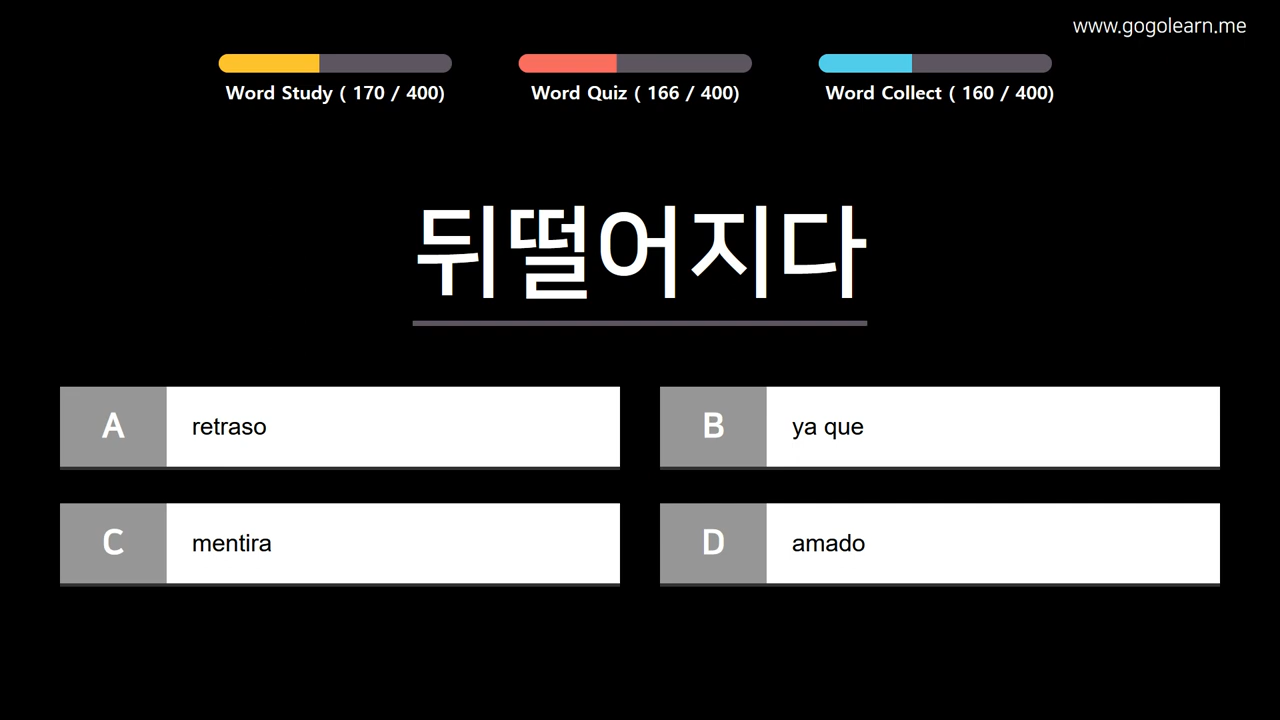 www.gogolearn.me
Word Study ( 170 / 400)
Word Quiz ( 166 / 400)
Word Collect ( 160 / 400)
뒤떨어지다
A retraso
B ya que
C mentira
D amado